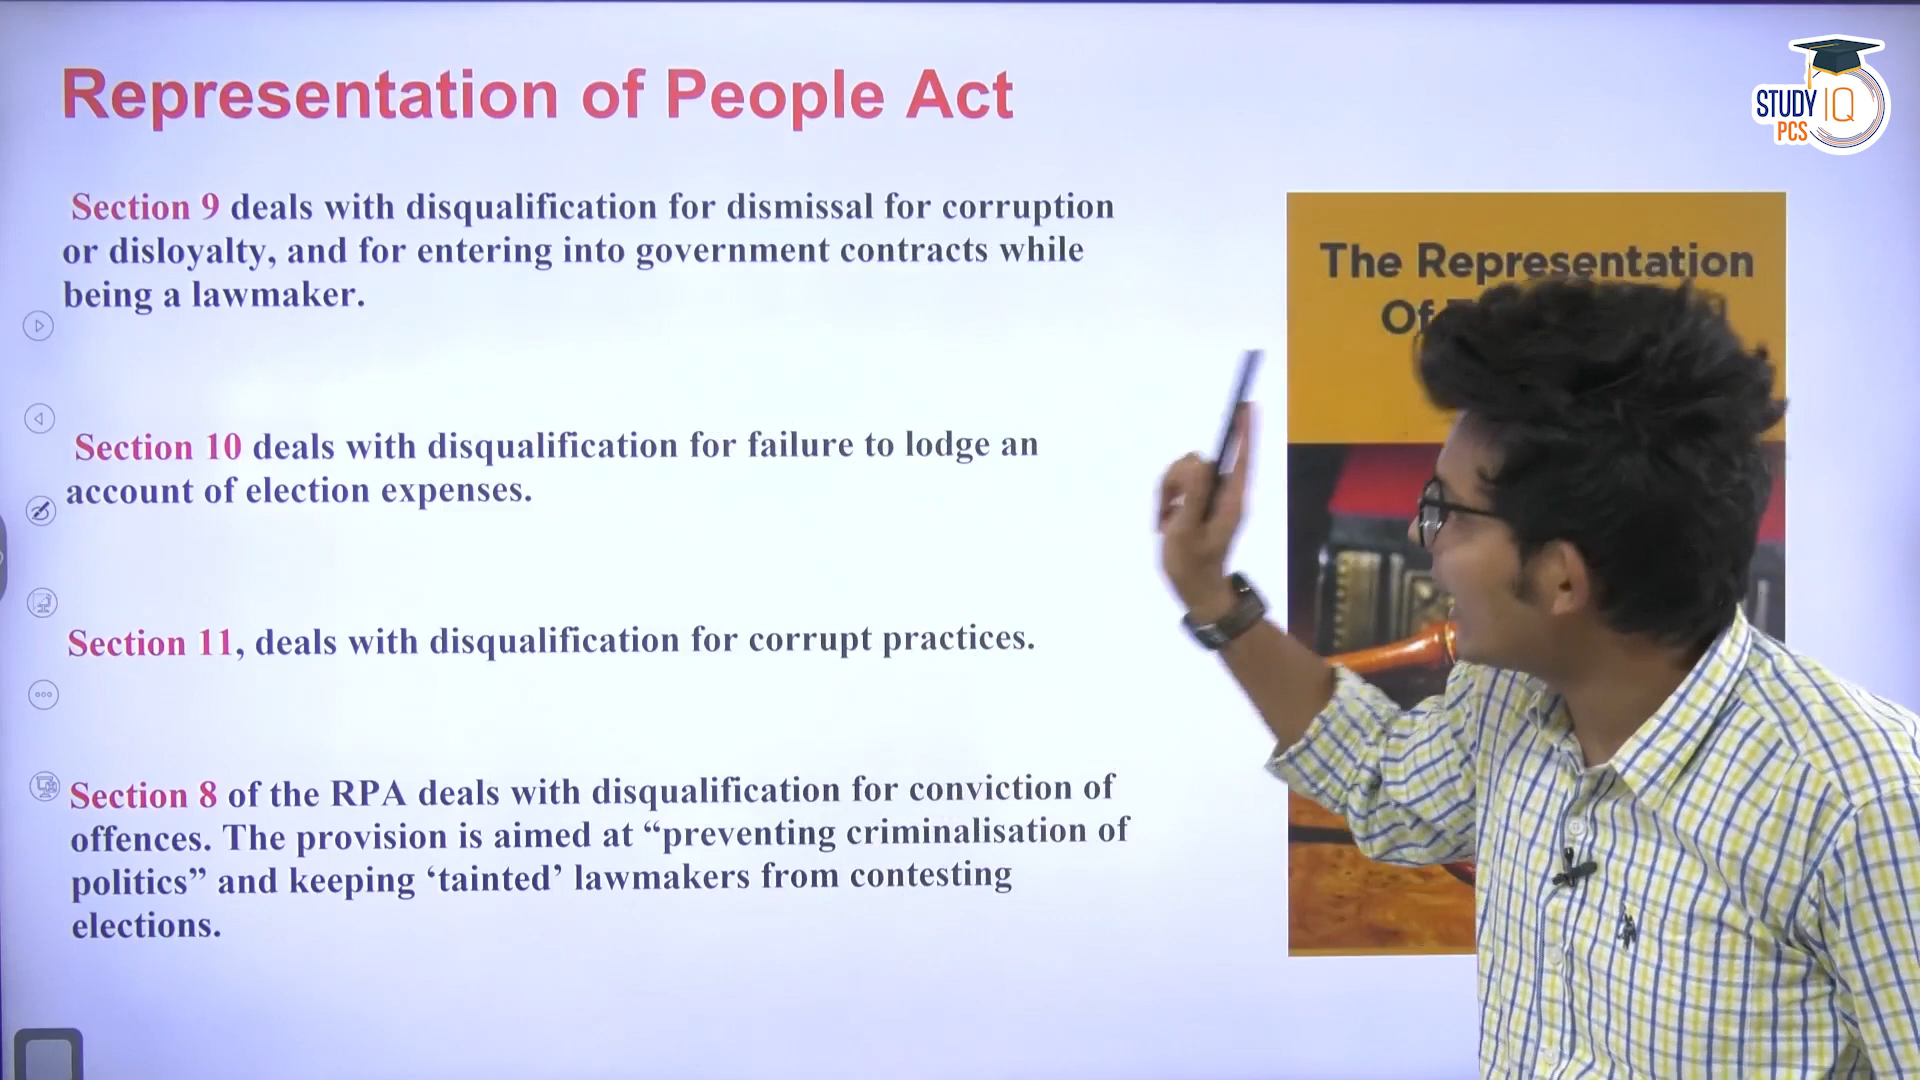 Representation of People Act
STUDY IQ
PCS
Section 9 deals with disqualification for dismissal for corruption
or disloyalty, and for entering into government contracts while
being a lawmaker.
Section 10 deals with disqualification for failure to lodge an
account of election expenses.
Section 11, deals with disqualification for corrupt practices.
Section 8 of the RPA deals with disqualification for conviction of
offences. The provision is aimed at “preventing criminalisation of
politics” and keeping ‘tainted’ lawmakers from contesting
elections.
The Representation
Of